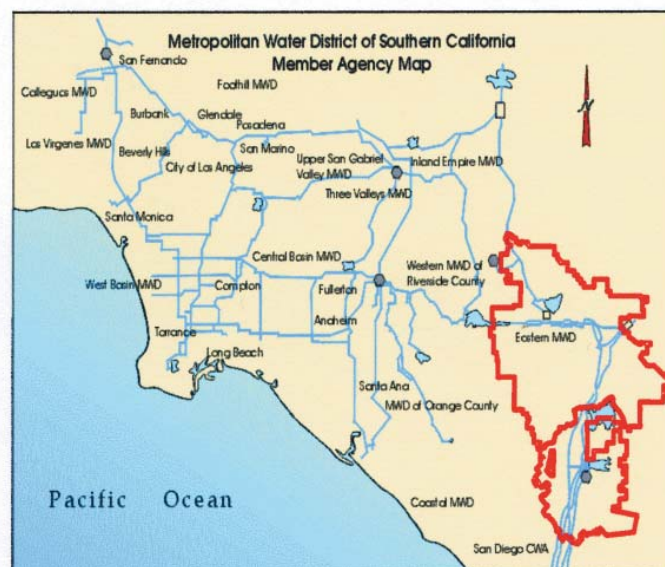 Metropolitan Water District of Southern California
Member Agency Map
San Fernando
Foothill MWD
Calleguas MWD
Burbank
Glendale
Pasadena
Las Virgenes MWD
Beverly Hills
San Marino
City of Los Angeles
Upper San Gabriel
Valley MWD
Inland Empire MWD
Three Valleys MWD
N
Santa Monica
Central Basin MWD
Western MWD of
Riverside County
West Basin MWD
Compton
Fullerton
Anaheim
Torrance
Eastern MWD
Long Beach
Santa Ana
MWD of Orange County
Pacific Ocean
Coastal MWD
San Diego CWA